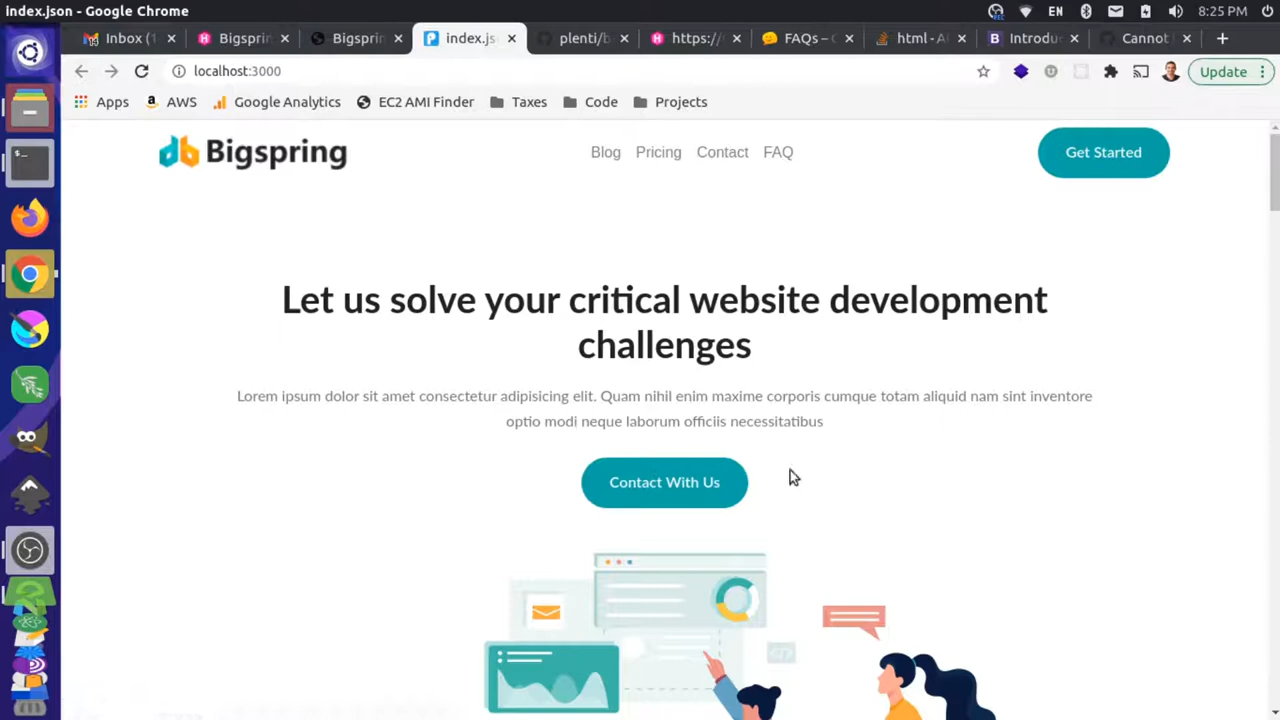 index.json - Google Chrome
EN
8:25 PM
Inbox (1
Bigsprin
Bigsprin
index.js
plenti/b
https:/
FAQs – 
html - A
Introdu
Cannot
localhost:3000
Update
Apps
AWS
Google Analytics
EC2 AMI Finder
Taxes
Code
Projects
Bigspring
Blog
Pricing
Contact
FAQ
Get Started
Let us solve your critical website development
challenges
Lorem ipsum dolor sit amet consectetur adipisicing elit. Quam nihil enim maxime corporis cumque totam aliquid nam sint inventore
optio modi neque laborum officiis necessitatibus
Contact With Us